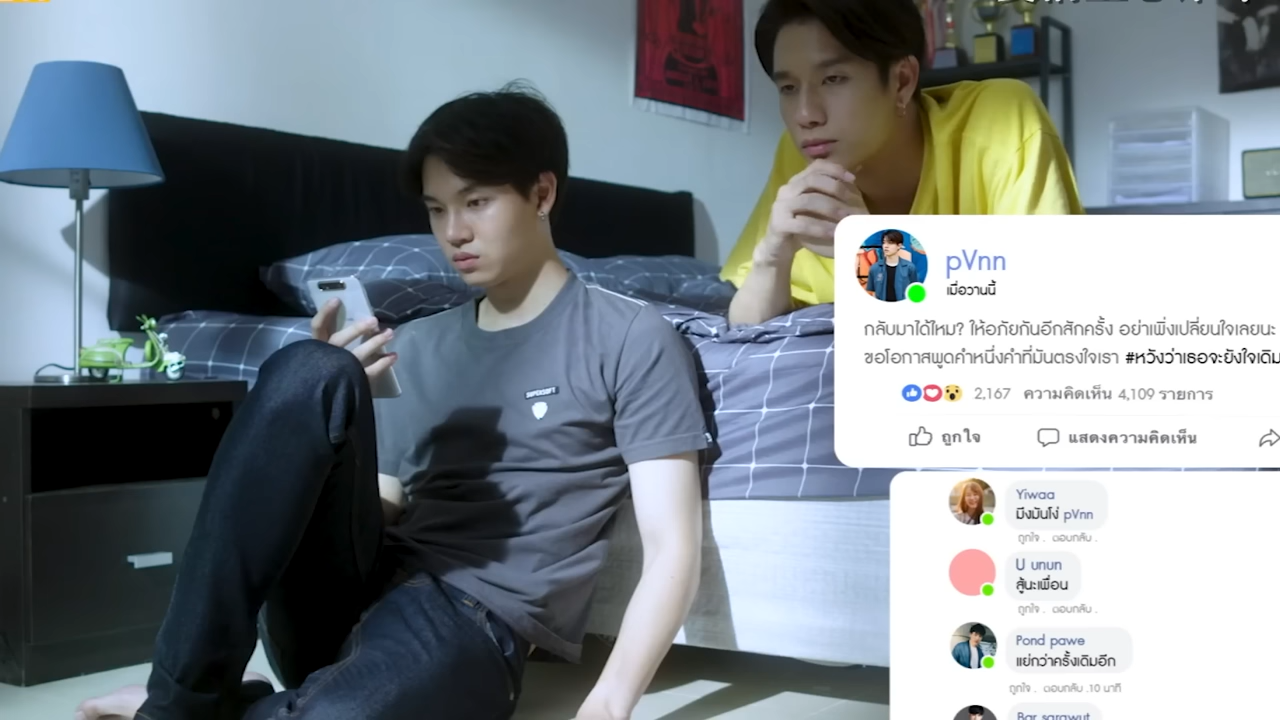 SUPERSOFT
pVnn
เมื่อวานนี้
กลับมาได้ไหม? ให้อภัยกันอีกสักครั้ง อย่าเพิ่งเปลี่ยนใจเลยนะ
ขอโอกาสพูดคำหนึ่งคำที่มันตรงใจเรา #หวังว่าเธอจะยังใจเดิม
2,167 ความคิดเห็น 4,109 รายการ
ถูกใจ แสดงความคิดเห็น
Yiwaa
มึงมันโง่ pVnn
ถูกใจ . ตอบกลับ .
U unun
สู้นะเพื่อน
ถูกใจ . ตอบกลับ .
Pond pawe
แย่กว่าครั้งเดิมอีก
ถูกใจ . ตอบกลับ .10 นาที
Bar sarawut